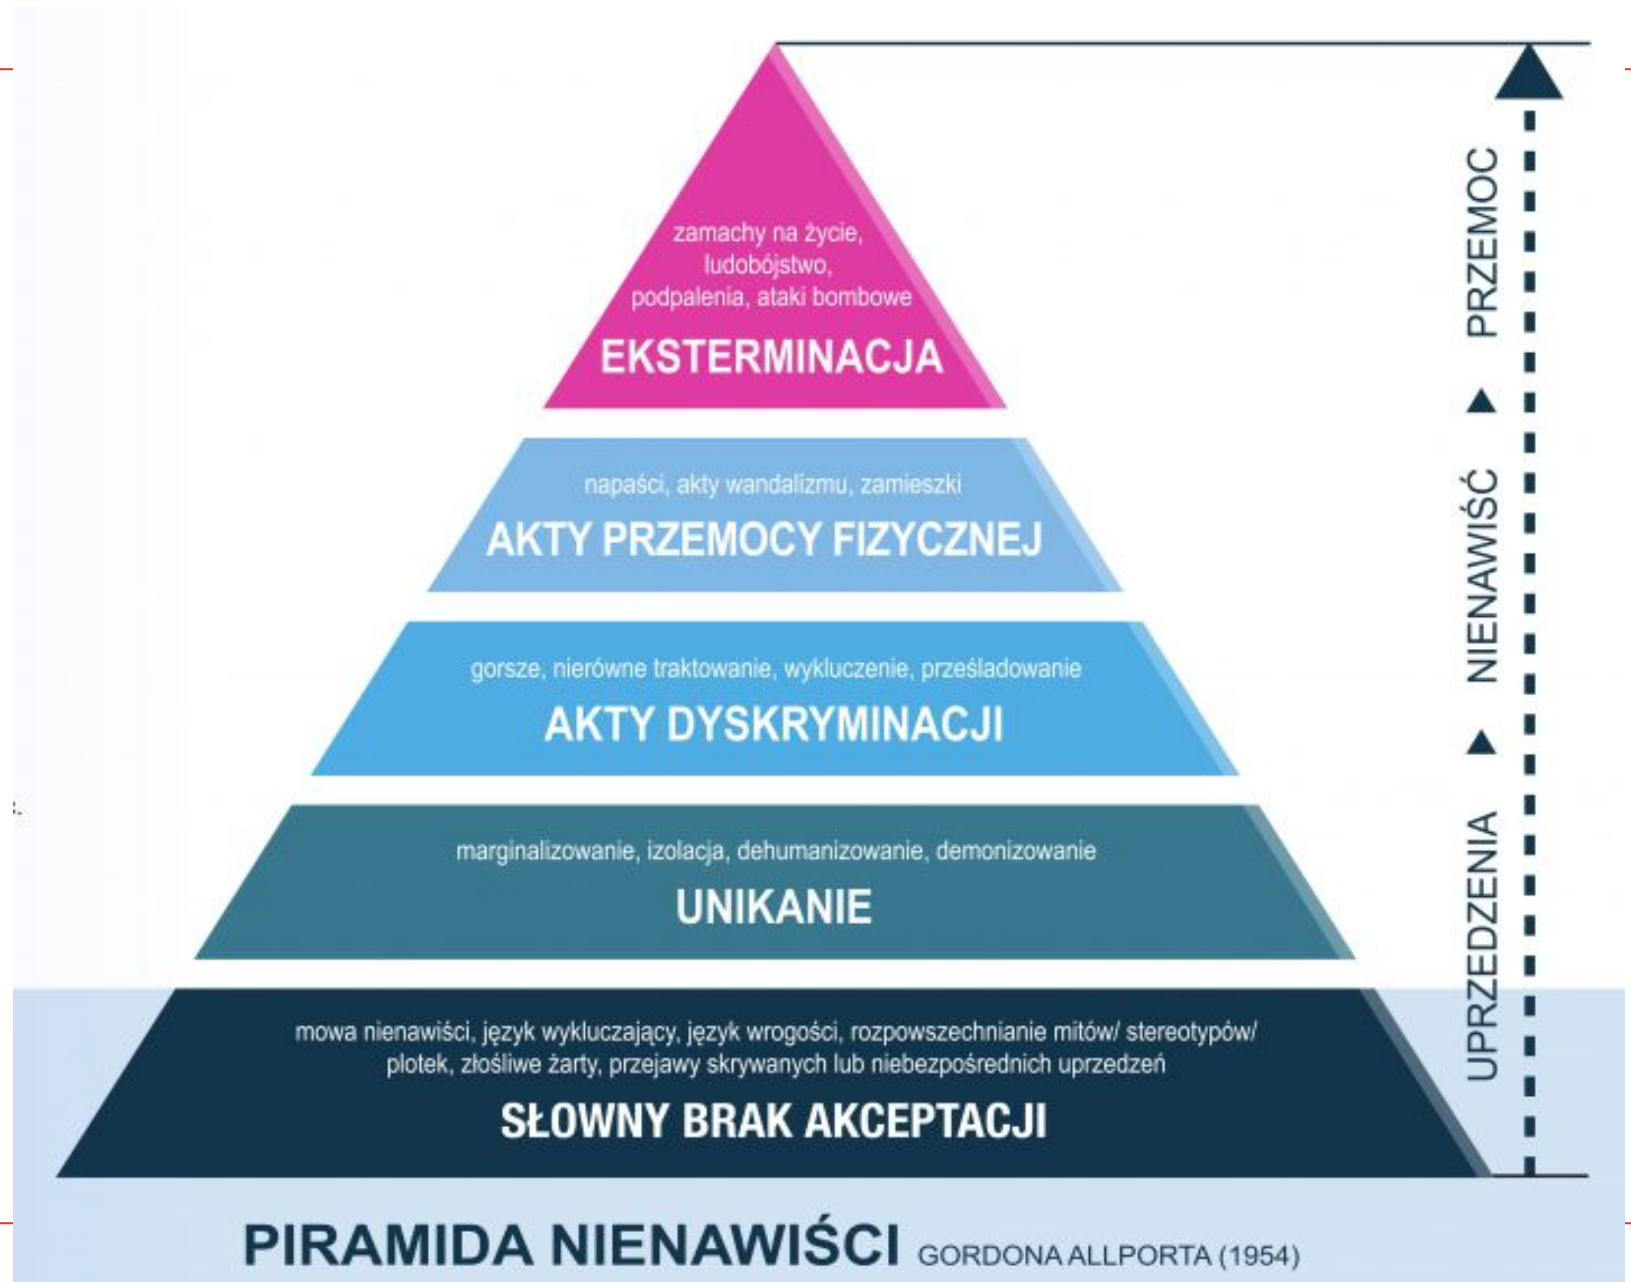 zamachy na życie,
ludobójstwo,
podpalenia, ataki bombowe
EKSTERMINACJA
napaści, akty wandalizmu, zamieszki
AKTY PRZEMOCY FIZYCZNEJ
gorsze, nierówne traktowanie, wykluczenie, prześladowanie
AKTY DYSKRYMINACJI
marginalizowanie, izolacja, dehumanizowanie, demonizowanie
UNIKANIE
mowa nienawiści, język wykluczający, język wrogości, rozpowszechnianie mitów/ stereotypów/
plotek, złośliwe żarty, przejawy skrywanych lub niebezpośrednich uprzedzeń
SŁOWNY BRAK AKCEPTACJI
UPRZEDZENIA ▲ NIENAWIŚĆ ▲ PRZEMOC
PIRAMIDA NIENAWIŚCI GORDONA ALLPORTA (1954)